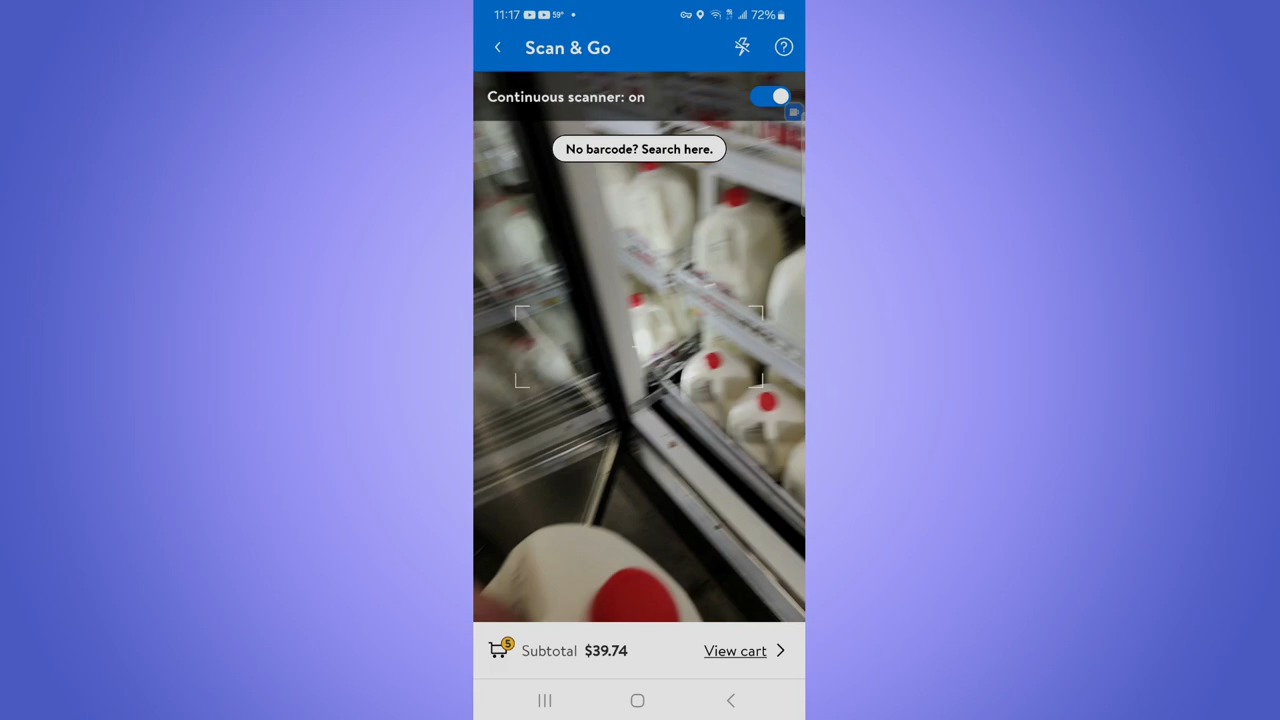 11:17 59° 72%
Scan & Go
Continuous scanner: on
No barcode? Search here.
5 Subtotal $39.74 View cart